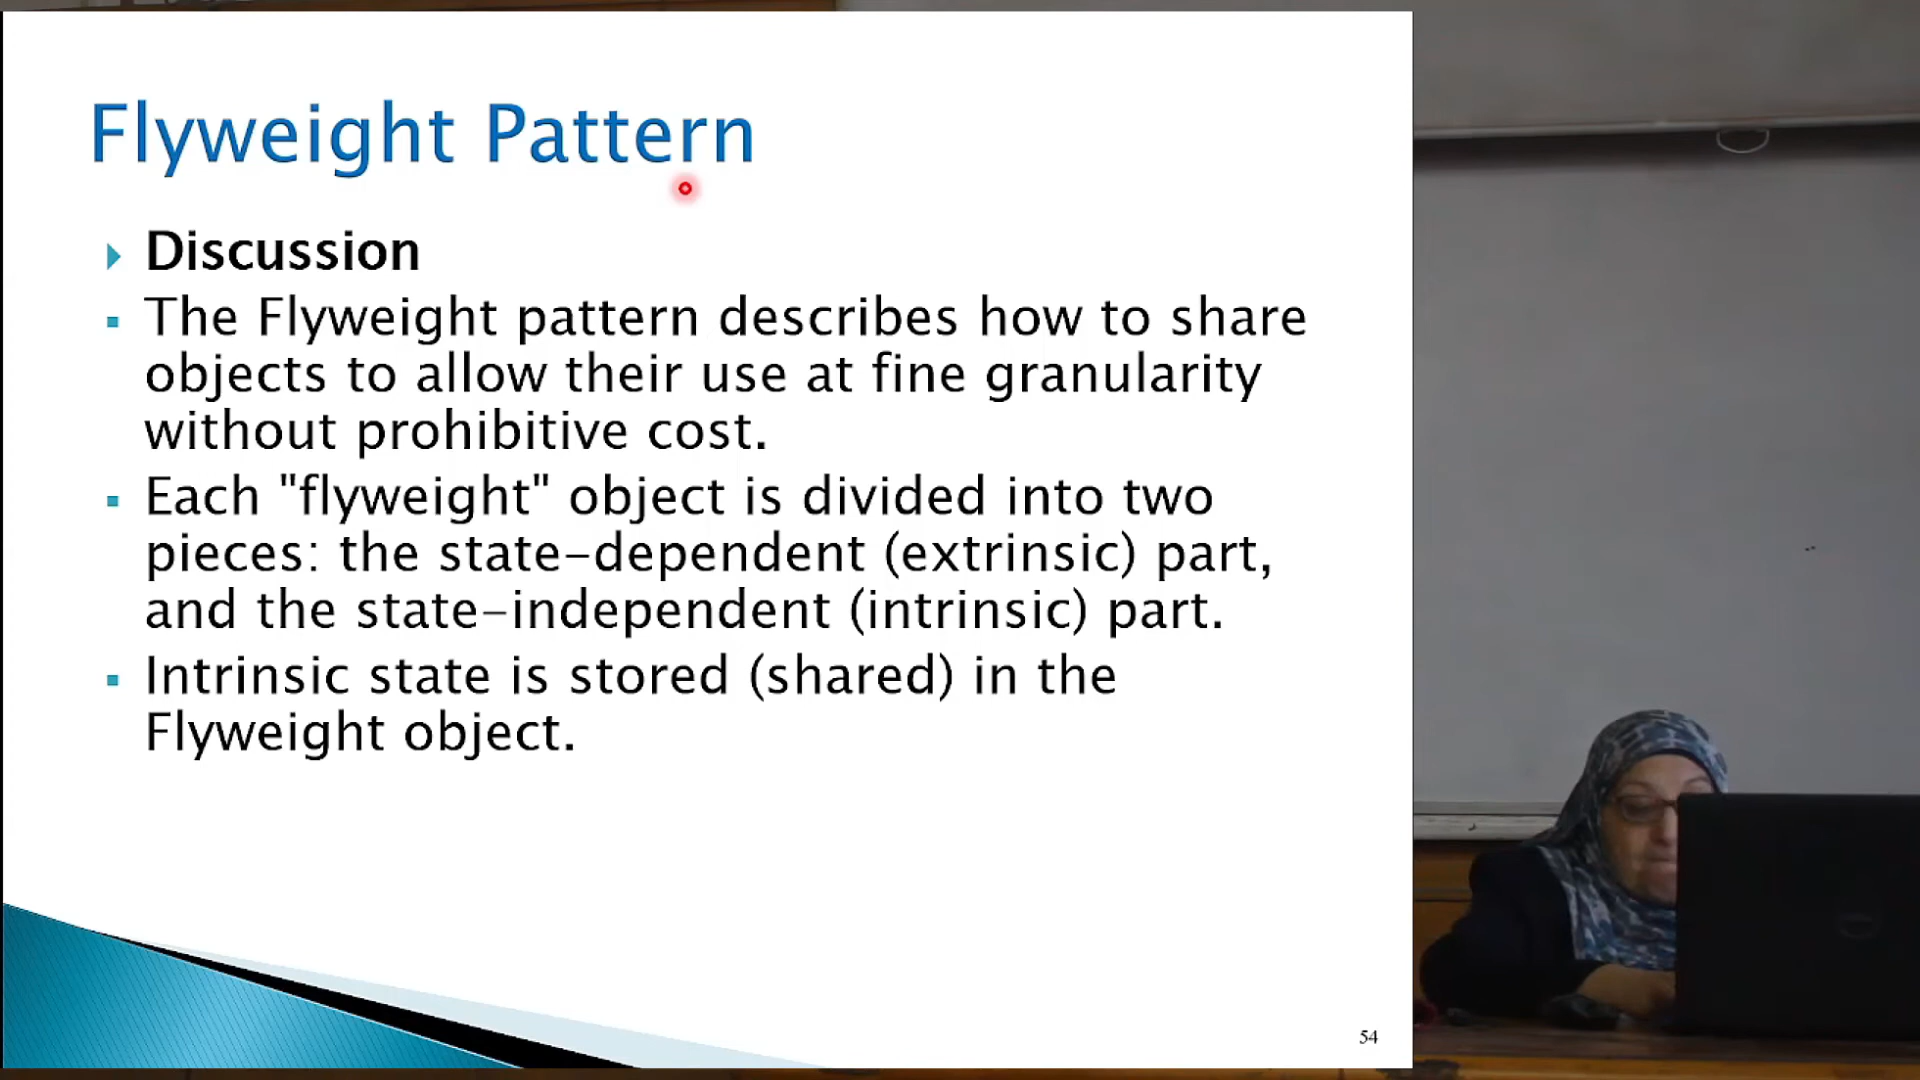 Flyweight Pattern
Discussion
The Flyweight pattern describes how to share
objects to allow their use at fine granularity
without prohibitive cost.
Each "flyweight" object is divided into two
pieces: the state-dependent (extrinsic) part,
and the state-independent (intrinsic) part.
Intrinsic state is stored (shared) in the
Flyweight object.
54